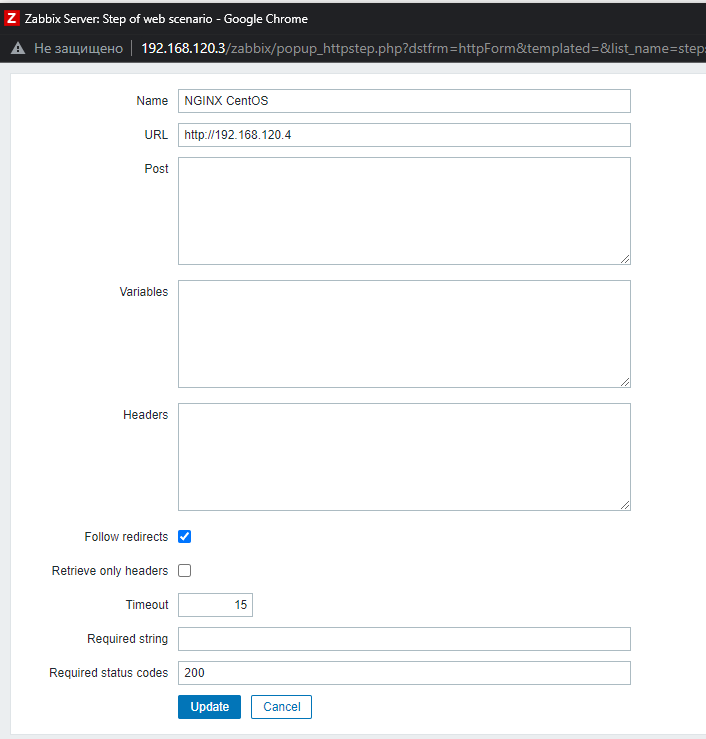 Z Zabbix Server: Step of web scenario - Google Chrome
Не защищено 192.168.120.3/zabbix/popup_httpstep.php?dstfrm=httpForm&templated=&list_name=steps
Name NGINX CentOS
URL http://192.168.120.4
Post
Variables
Headers
Follow redirects
Retrieve only headers
Timeout 15
Required string
Required status codes 200
Update Cancel